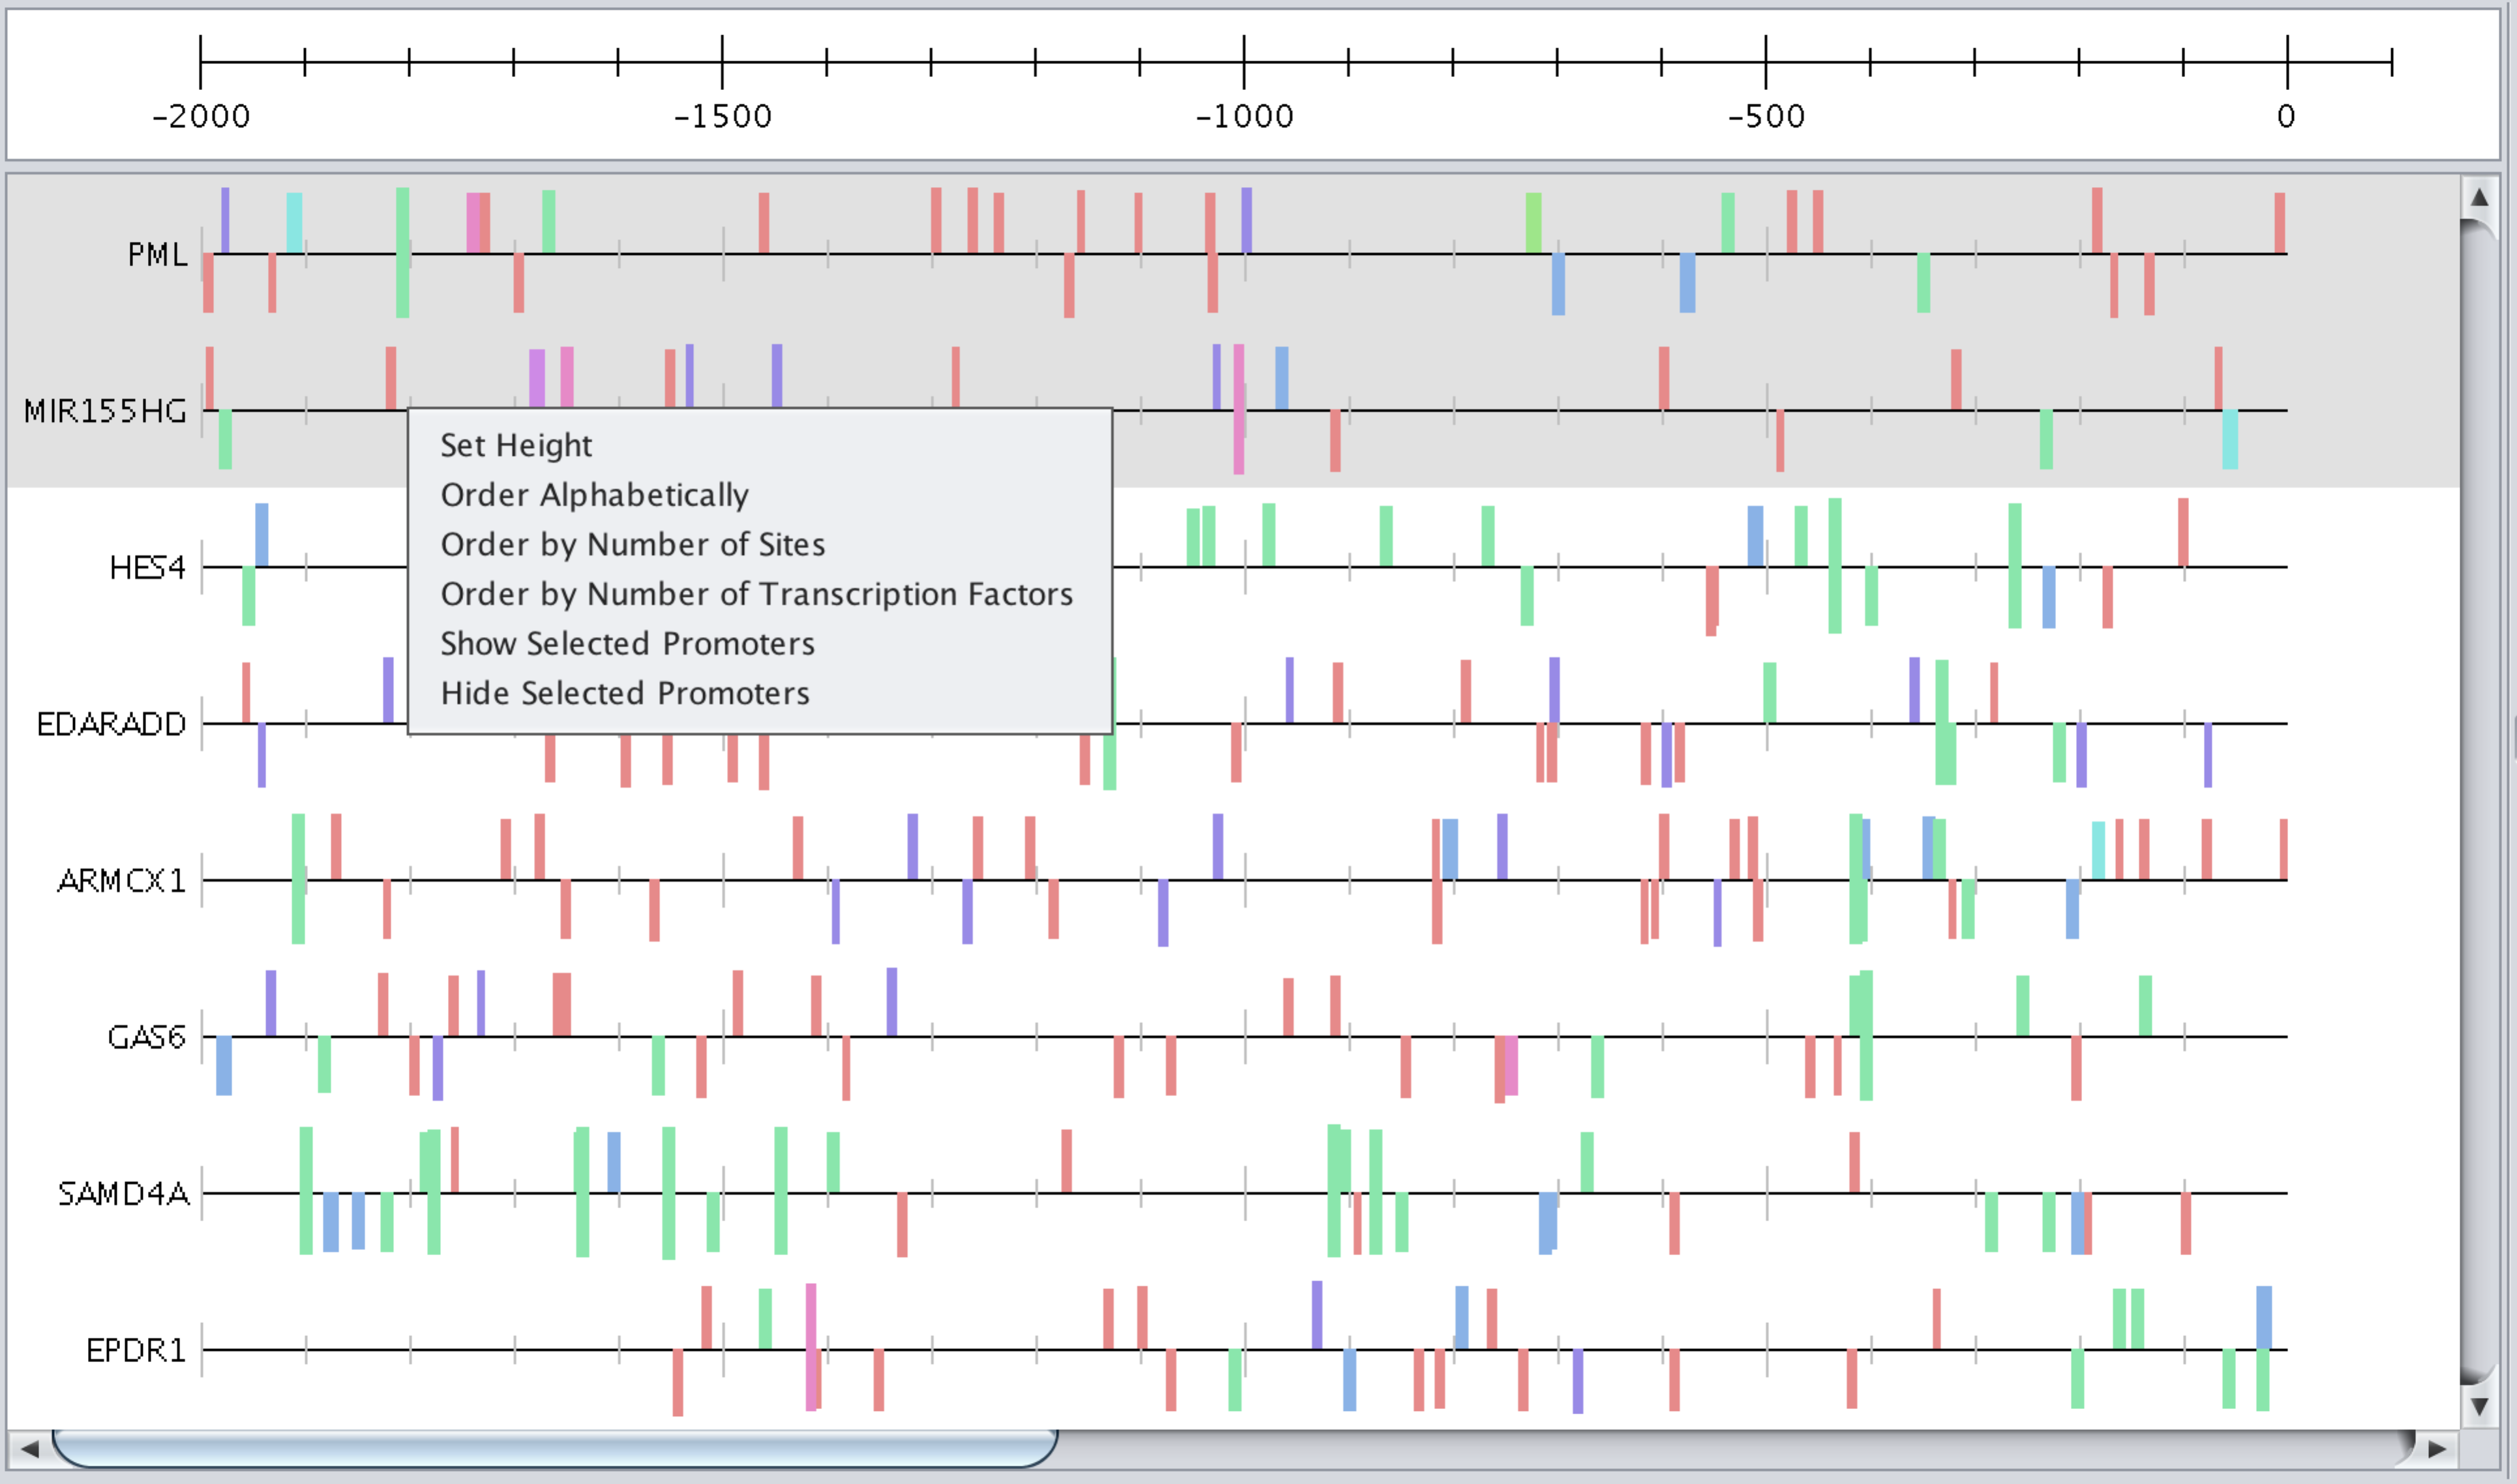 -2000 -1500 -1000 -500 0
PML
MIR155HG
Set Height
Order Alphabetically
Order by Number of Sites
HES4
Order by Number of Transcription Factors
Show Selected Promoters
Hide Selected Promoters
EDARADD
ARMCX1
GAS6
SAMD4A
EPDR1